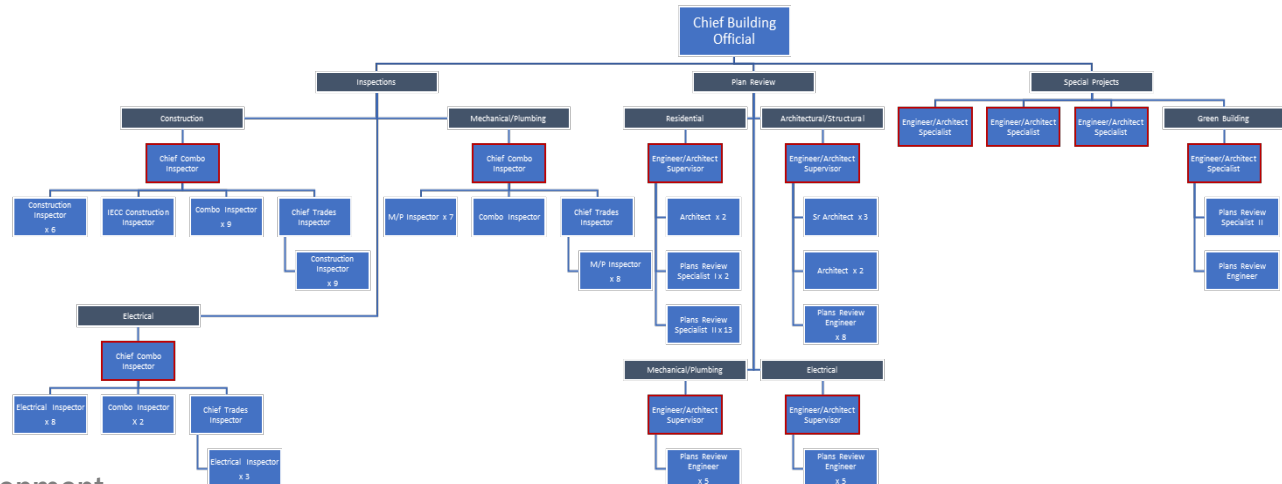 Chief Building
Official
Inspections
Plan Review
Special Projects
Construction
Mechanical/Plumbing
Residential
Architectural/Structural
Engineer/Architect
Specialist
Engineer/Architect
Specialist
Engineer/Architect
Specialist
Green Building
Chief Combo
Inspector
Chief Combo
Inspector
Engineer/Architect
Supervisor
Engineer/Architect
Supervisor
Engineer/Architect
Specialist
Construction
Inspector
x 6
IECC Construction
Inspector
Combo Inspector
x 9
Chief Trades
Inspector
M/P Inspector x 7
Combo Inspector
Chief Trades
Inspector
Architect x 2
Sr Architect x 3
Plans Review
Specialist II
Construction
Inspector
x 9
M/P Inspector
x 8
Plans Review
Specialist I x 2
Architect x 2
Plans Review
Engineer
Electrical
Plans Review
Specialist II x 13
Plans Review
Engineer
x 8
Chief Combo
Inspector
Mechanical/Plumbing
Electrical
Electrical Inspector
x 8
Combo Inspector
X 2
Chief Trades
Inspector
Engineer/Architect
Supervisor
Engineer/Architect
Supervisor
Electrical Inspector
x 3
Plans Review
Engineer
x 5
Plans Review
Engineer
x 5